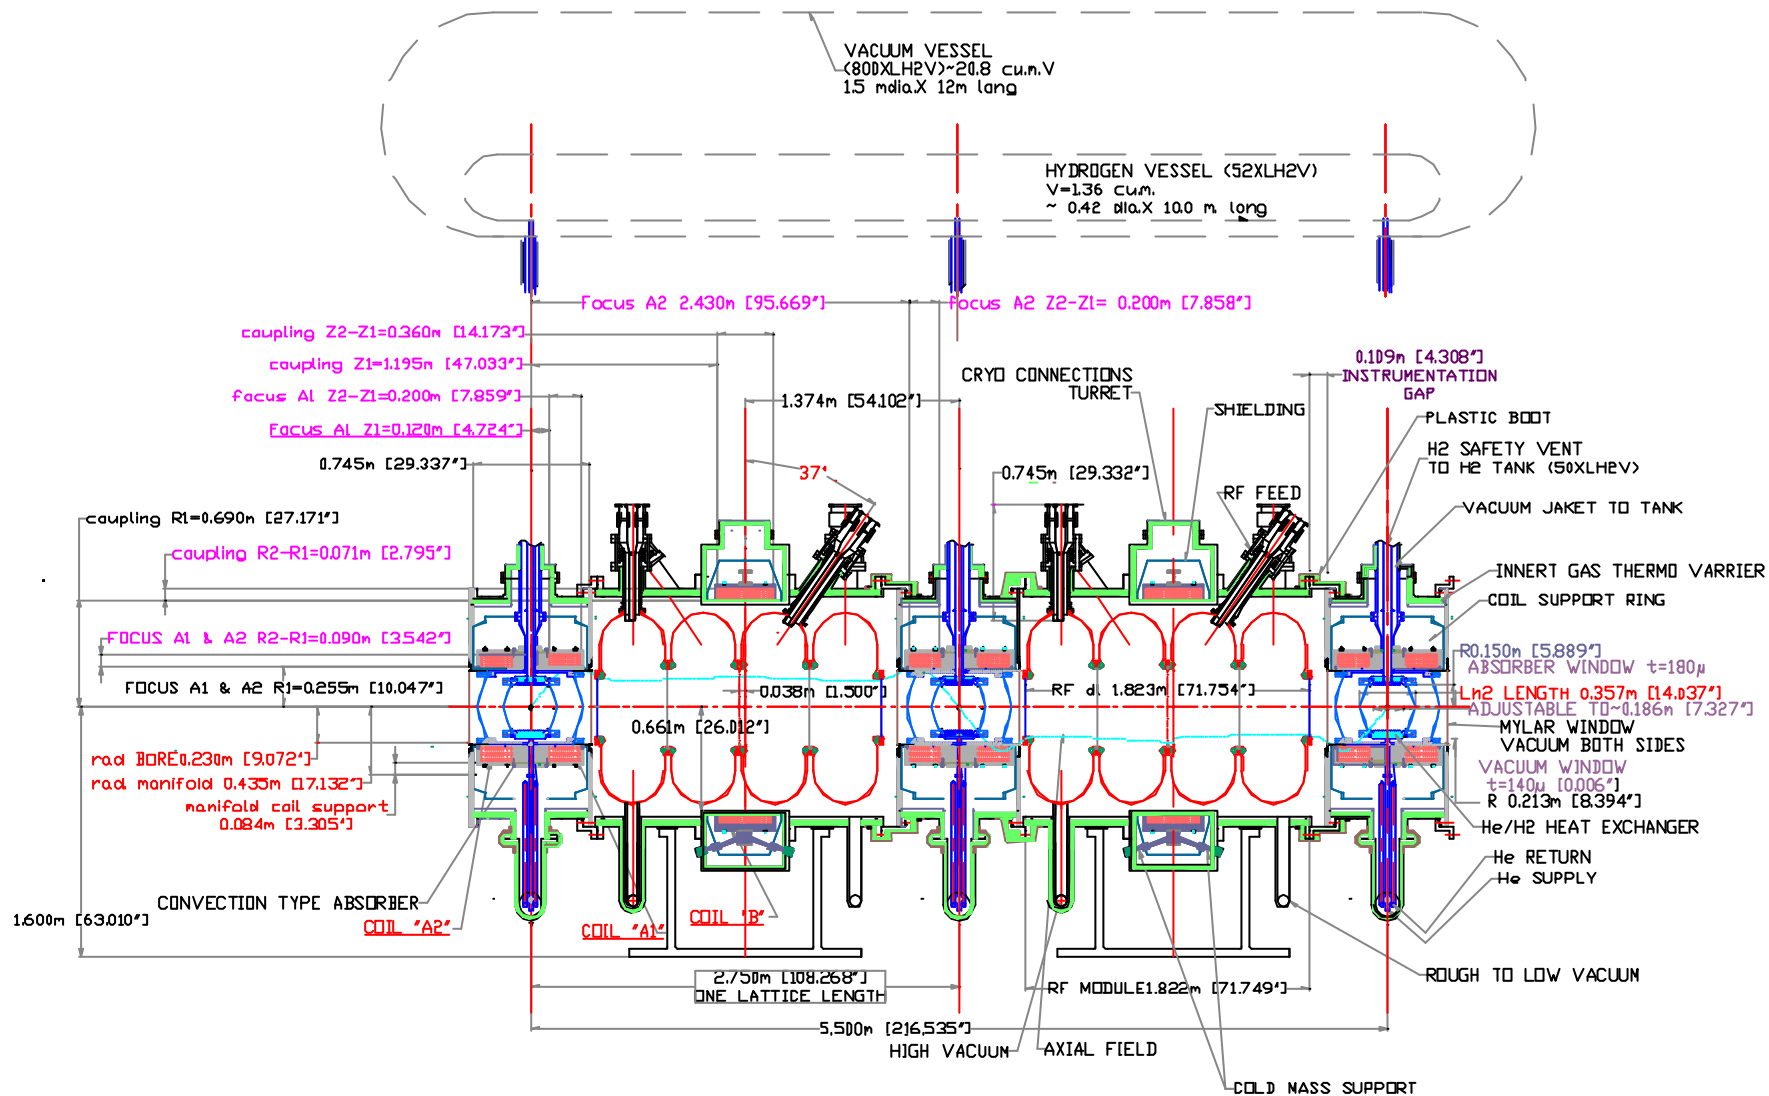 VACUUM VESSEL
(800XLH2V)~20.8 cu.m.V
1.5 mdia.X 12m long
HYDROGEN VESSEL (52XLH2V)
V=1.36 cu.m.
~ 0.42 dia.X 10.0 m. long
Focus A2 2.430m [95.669"]
Focus A2 Z2-Z1= 0.200m [7.858"]
coupling Z2-Z1=0.360m [14.173"]
coupling Z1=1.195m [47.033"]
focus A1 Z2-Z1=0.200m [7.859"]
Focus A1 Z1=0.120m [4.724"]
0.745m [29.337"]
1.374m [54.102"]
37°
0.745m [29.332"]
CRYO CONNECTIONS
TURRET
SHIELDING
RF FEED
0.109m [4.308"]
INSTRUMENTATION
GAP
PLASTIC BOOT
H2 SAFETY VENT
TO H2 TANK (50XLH2V)
VACUUM JAKET TO TANK
INNERT GAS THERMO VARRIER
COIL SUPPORT RING
coupling R1=0.690m [27.171"]
coupling R2-R1=0.071m [2.795"]
FOCUS A1 & A2 R2-R1=0.090m [3.542"]
FOCUS A1 & A2 R1=0.255m [10.047"]
0.038m [1.500"]
0.661m [26.012"]
RF d. 1.823m [71.754"]
R0.150m [5.889"]
ABSORBER WINDOW t=180µ
Lh2 LENGTH 0.357m [14.037"]
ADJUSTABLE TO~0.186m [7.327"]
MYLAR WINDOW
VACUUM BOTH SIDES
VACUUM WINDOW
t=140µ [0.006"]
R 0.213m [8.394"]
He/H2 HEAT EXCHANGER
He RETURN
He SUPPLY
rad BORE0.230m [9.072"]
rad. manifold 0.435m [17.132"]
manifold coil support
0.084m [3.305"]
CONVECTION TYPE ABSORBER
COIL "A2"
COIL "A1"
COIL "B"
1.600m [63.010"]
2.750m [108.268"]
ONE LATTICE LENGTH
RF MODULE1.822m [71.749"]
5.500m [216.535"]
HIGH VACUUM
AXIAL FIELD
ROUGH TO LOW VACUUM
COLD MASS SUPPORT